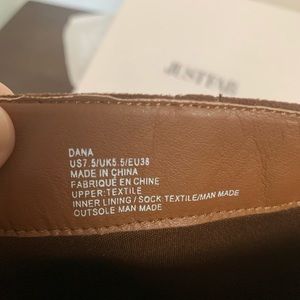 JUSTFAB
DANA
US7.5/UK5.5/EU38
MADE IN CHINA
FABRIQUÉ EN CHINE
UPPER:TEXTILE
INNER LINING / SOCK:TEXTILE/MAN MADE
OUTSOLE MAN MADE